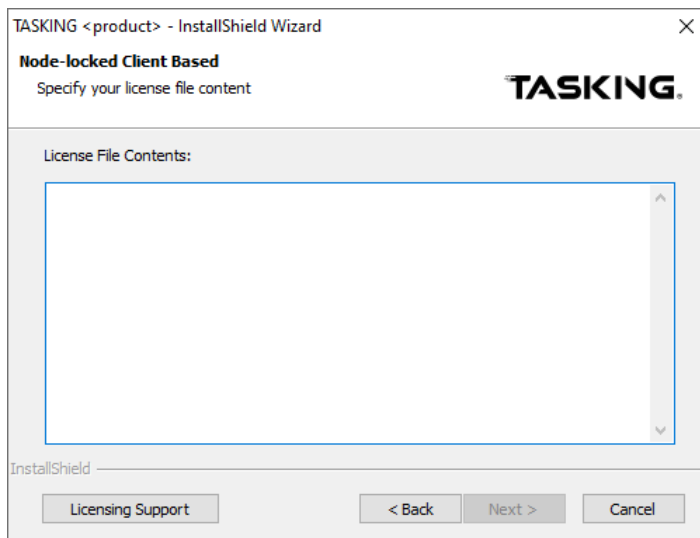 TASKING <product> - InstallShield Wizard
Node-locked Client Based
Specify your license file content
TASKING.
License File Contents:
InstallShield
Licensing Support
< Back
Next >
Cancel